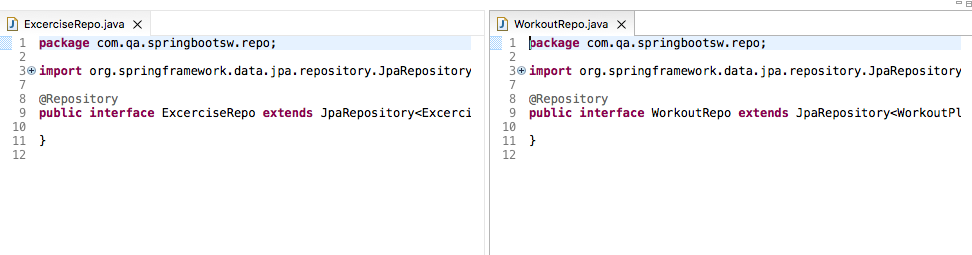 ExcerciseRepo.java
1 package com.qa.springbootsw.repo;
2
3 import org.springframework.data.jpa.repository.JpaRepository
7
8 @Repository
9 public interface ExcerciseRepo extends JpaRepository<Excerci
10
11 }
12
WorkoutRepo.java
1 package com.qa.springbootsw.repo;
2
3 import org.springframework.data.jpa.repository.JpaRepository
7
8 @Repository
9 public interface WorkoutRepo extends JpaRepository<WorkoutPl
10
11 }
12